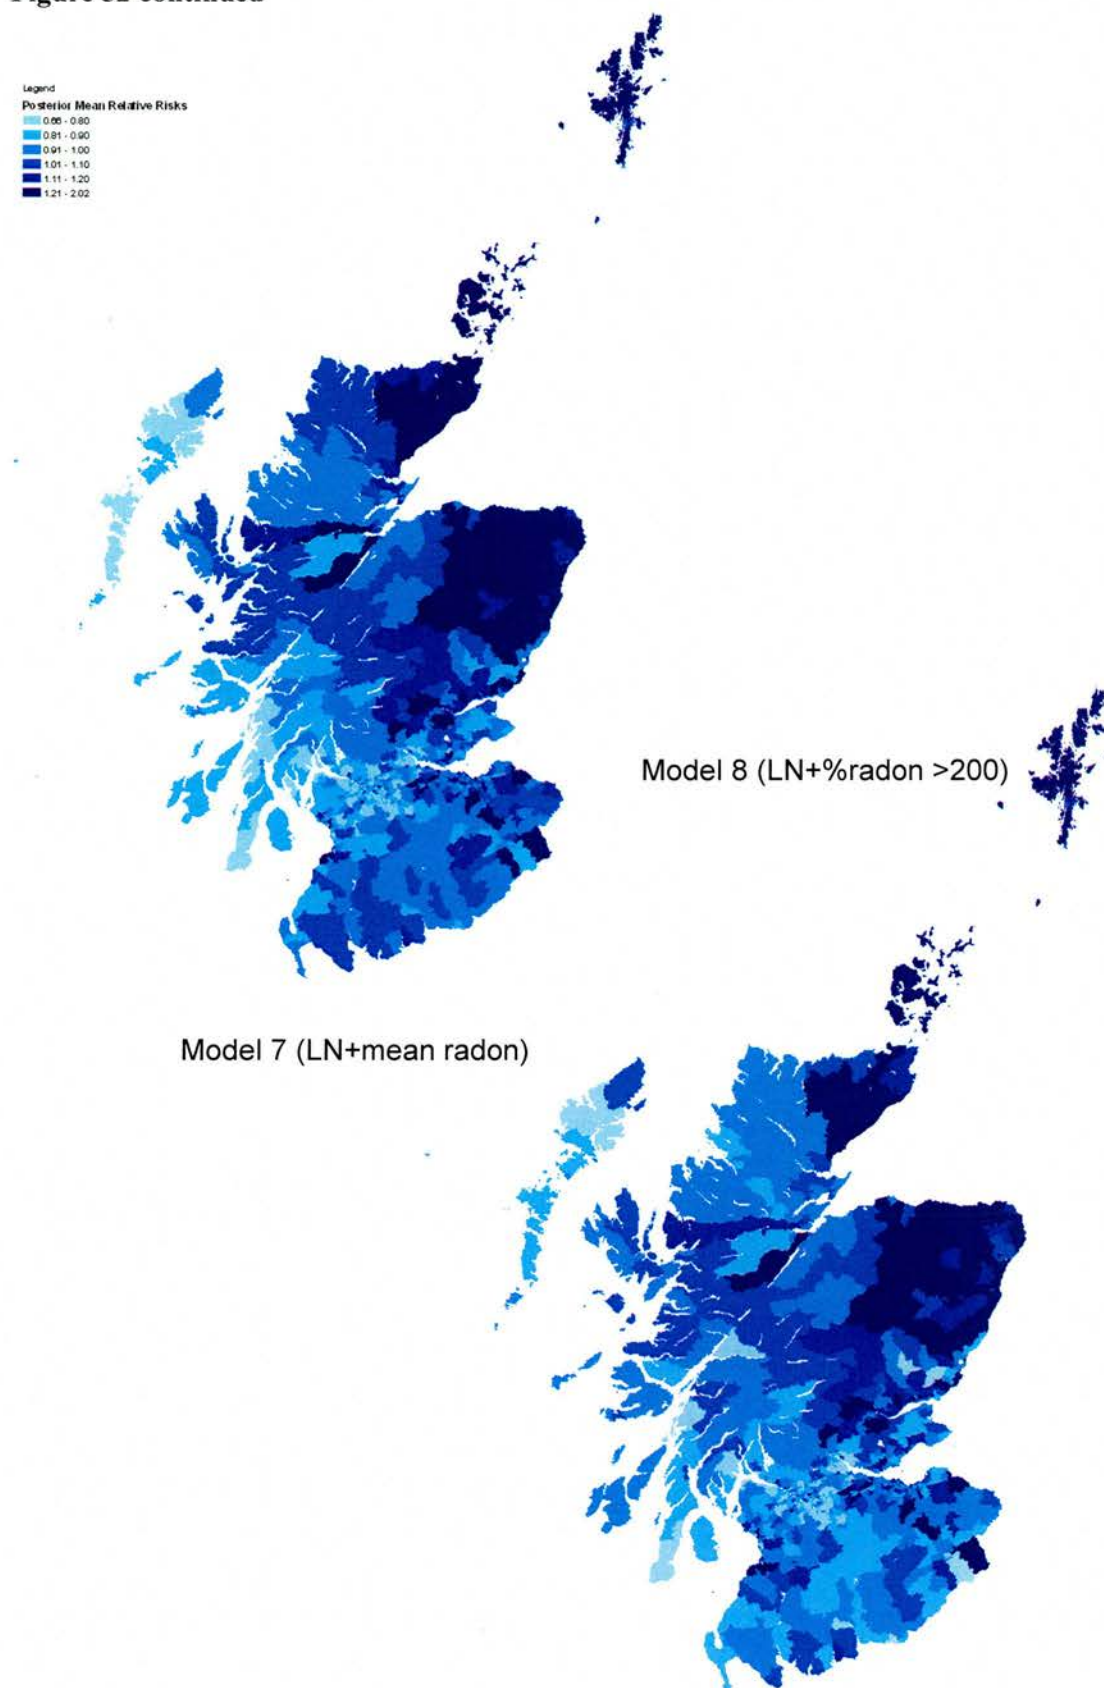 Legend
Posterior Mean Relative Risks
0.66 - 0.80
0.81 - 0.90
0.91 - 1.00
1.01 - 1.10
1.11 - 1.20
1.21 - 2.02
Model 8 (LN+%radon >200)
Model 7 (LN+mean radon)